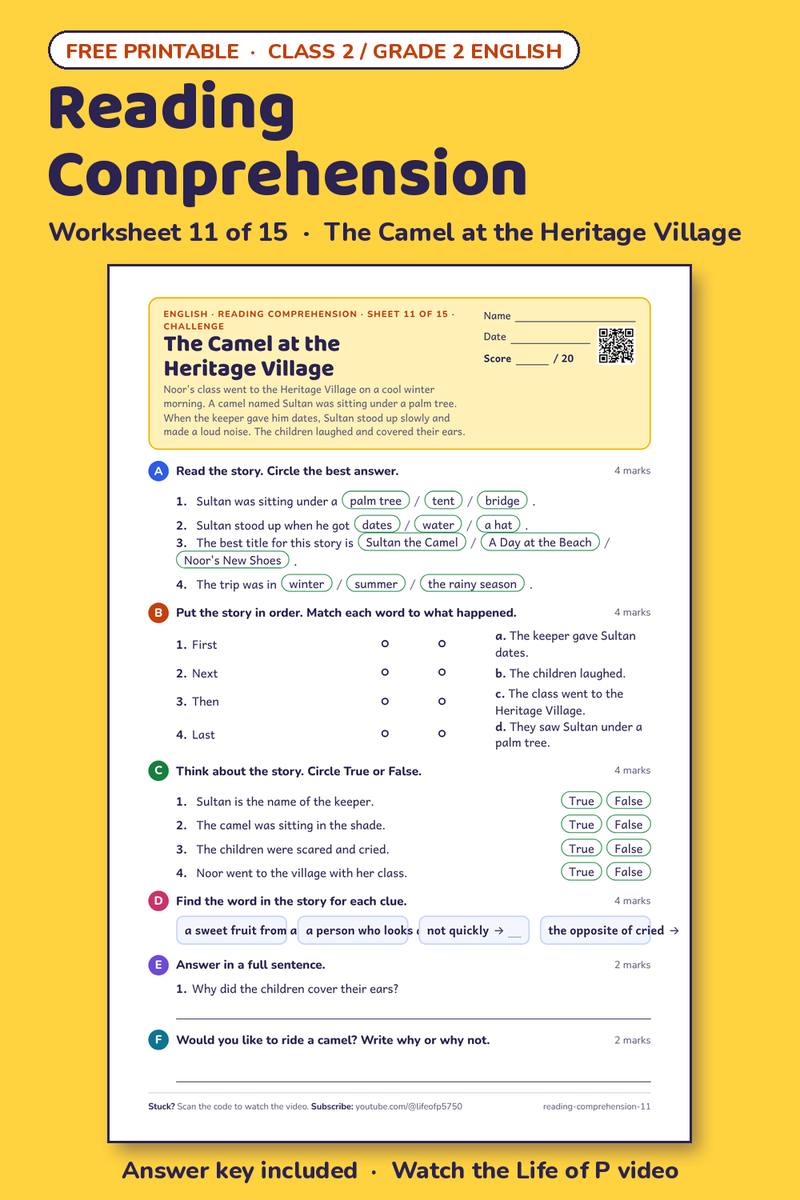 FREE PRINTABLE · CLASS 2 / GRADE 2 ENGLISH
Reading
Comprehension
Worksheet 11 of 15 · The Camel at the Heritage Village
ENGLISH · READING COMPREHENSION · SHEET 11 OF 15 ·
CHALLENGE
The Camel at the
Heritage Village
Noor's class went to the Heritage Village on a cool winter
morning. A camel named Sultan was sitting under a palm tree.
When the keeper gave him dates, Sultan stood up slowly and
made a loud noise. The children laughed and covered their ears.
Name ____
Date ____
Score ____ / 20
A Read the story. Circle the best answer. 4 marks
1. Sultan was sitting under a palm tree / tent / bridge .
2. Sultan stood up when he got dates / water / a hat .
3. The best title for this story is Sultan the Camel / A Day at the Beach /
Noor's New Shoes .
4. The trip was in winter / summer / the rainy season .
B Put the story in order. Match each word to what happened. 4 marks
1. First
a. The keeper gave Sultan
dates.
2. Next
b. The children laughed.
3. Then
c. The class went to the
Heritage Village.
4. Last
d. They saw Sultan under a
palm tree.
C Think about the story. Circle True or False. 4 marks
1. Sultan is the name of the keeper. True False
2. The camel was sitting in the shade. True False
3. The children were scared and cried. True False
4. Noor went to the village with her class. True False
D Find the word in the story for each clue. 4 marks
a sweet fruit from a person who looks not quickly → __ the opposite of cried →
E Answer in a full sentence. 2 marks
1. Why did the children cover their ears?
F Would you like to ride a camel? Write why or why not. 2 marks
Stuck? Scan the code to watch the video. Subscribe: youtube.com/@lifeofp5750 reading-comprehension-11
Answer key included · Watch the Life of P video